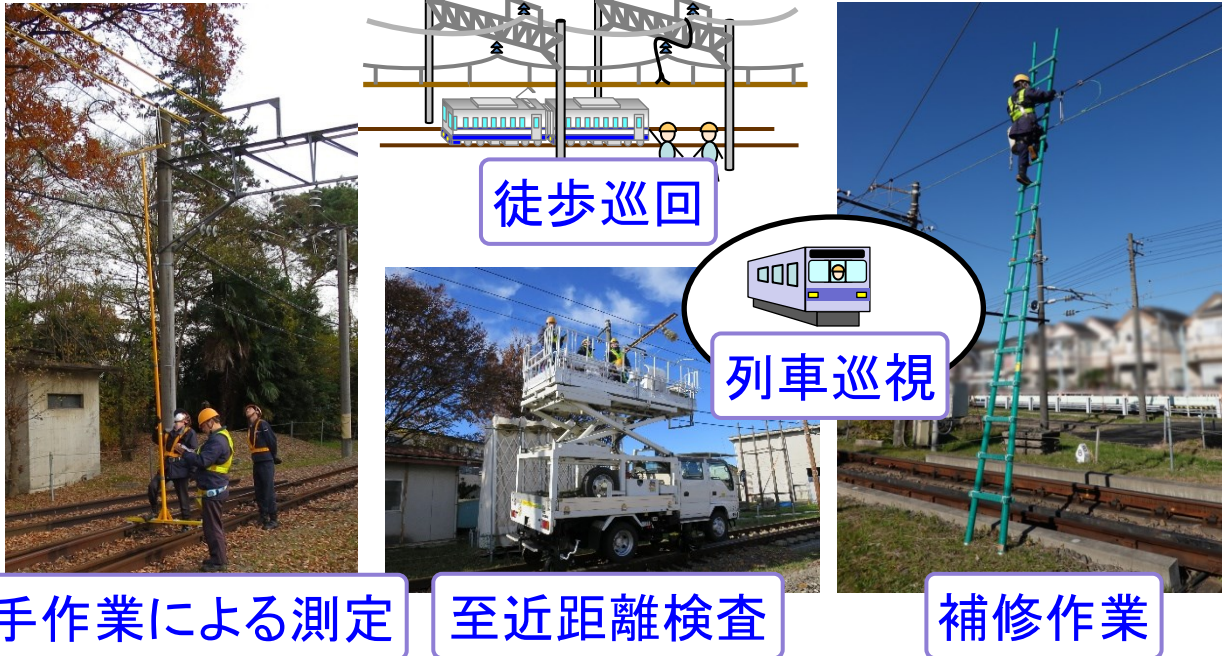 徒歩巡回
列車巡視
手作業による測定
至近距離検査
補修作業